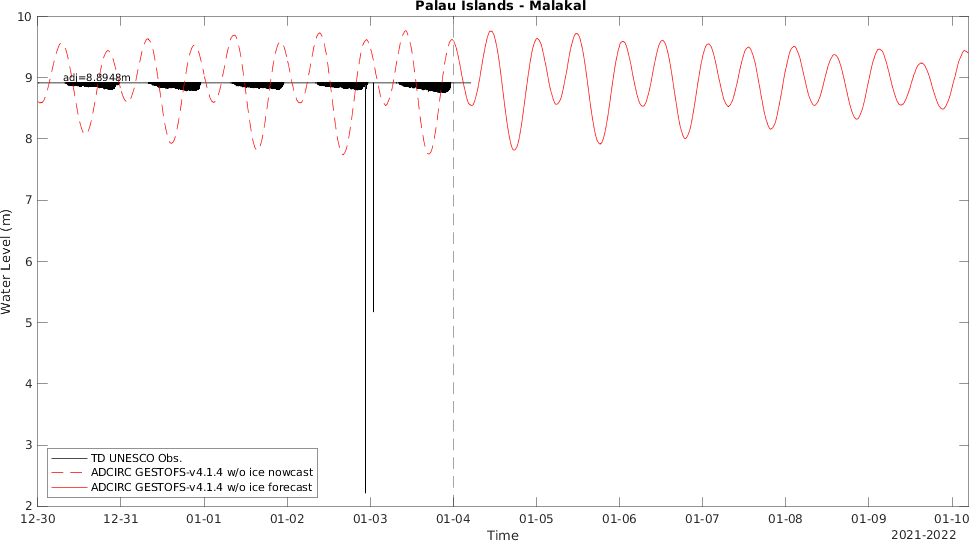 Palau Islands - Malakal
Water Level (m)
10
9
8
7
6
5
4
3
2
adj=8.8948m
TD UNESCO Obs.
ADCIRC GESTOFS-v4.1.4 w/o ice nowcast
ADCIRC GESTOFS-v4.1.4 w/o ice forecast
12-30 12-31 01-01 01-02 01-03 01-04 01-05 01-06 01-07 01-08 01-09 01-10
Time
2021-2022